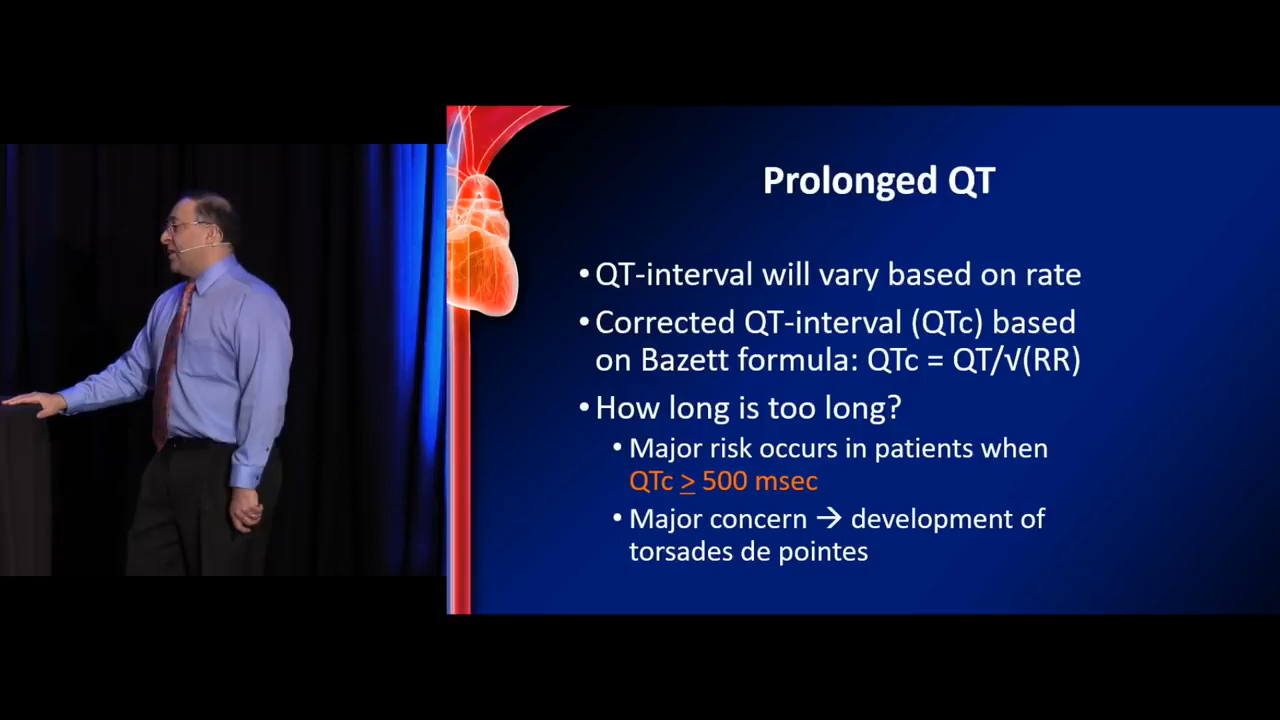 Prolonged QT
•QT-interval will vary based on rate
•Corrected QT-interval (QTc) based
on Bazett formula: QTc = QT/√(RR)
•How long is too long?
•Major risk occurs in patients when
QTc ≥ 500 msec
•Major concern → development of
torsades de pointes